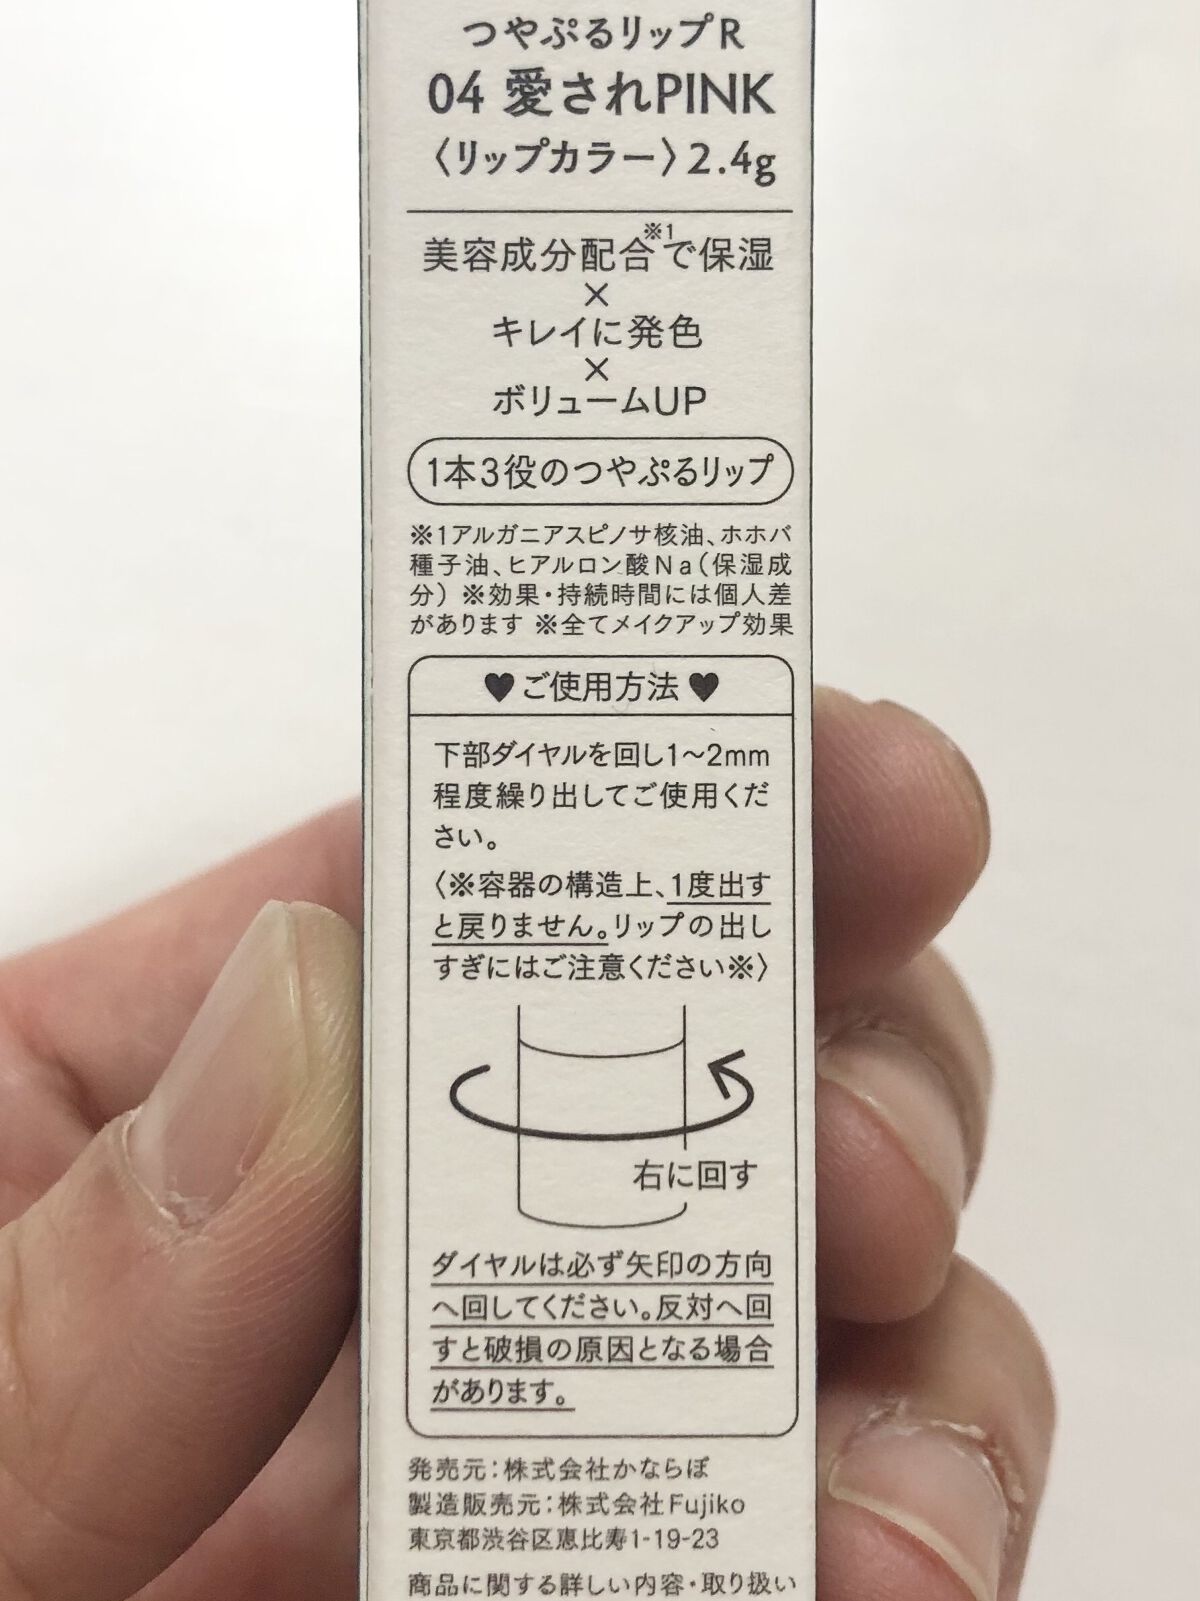 つやぷるリップR
04 愛されPINK
〈リップカラー〉2.4g
美容成分配合※1で保湿
×
キレイに発色
×
ボリュームUP
1本3役のつやぷるリップ
※1アルガニアスピノサ核油、ホホバ
種子油、ヒアルロン酸Na(保湿成
分) ※効果・持続時間には個人差
があります ※全てメイクアップ効果
♥ご使用方法♥
下部ダイヤルを回し1〜2mm
程度繰り出してご使用くだ
さい。
〈※容器の構造上、1度出す
と戻りません。リップの出し
すぎにはご注意ください※〉
右に回す
ダイヤルは必ず矢印の方向
へ回してください。反対へ回
すと破損の原因となる場合
があります。
発売元:株式会社かならぼ
製造販売元:株式会社Fujiko
東京都渋谷区恵比寿1-19-23
商品に関する詳しい内容・取り扱い